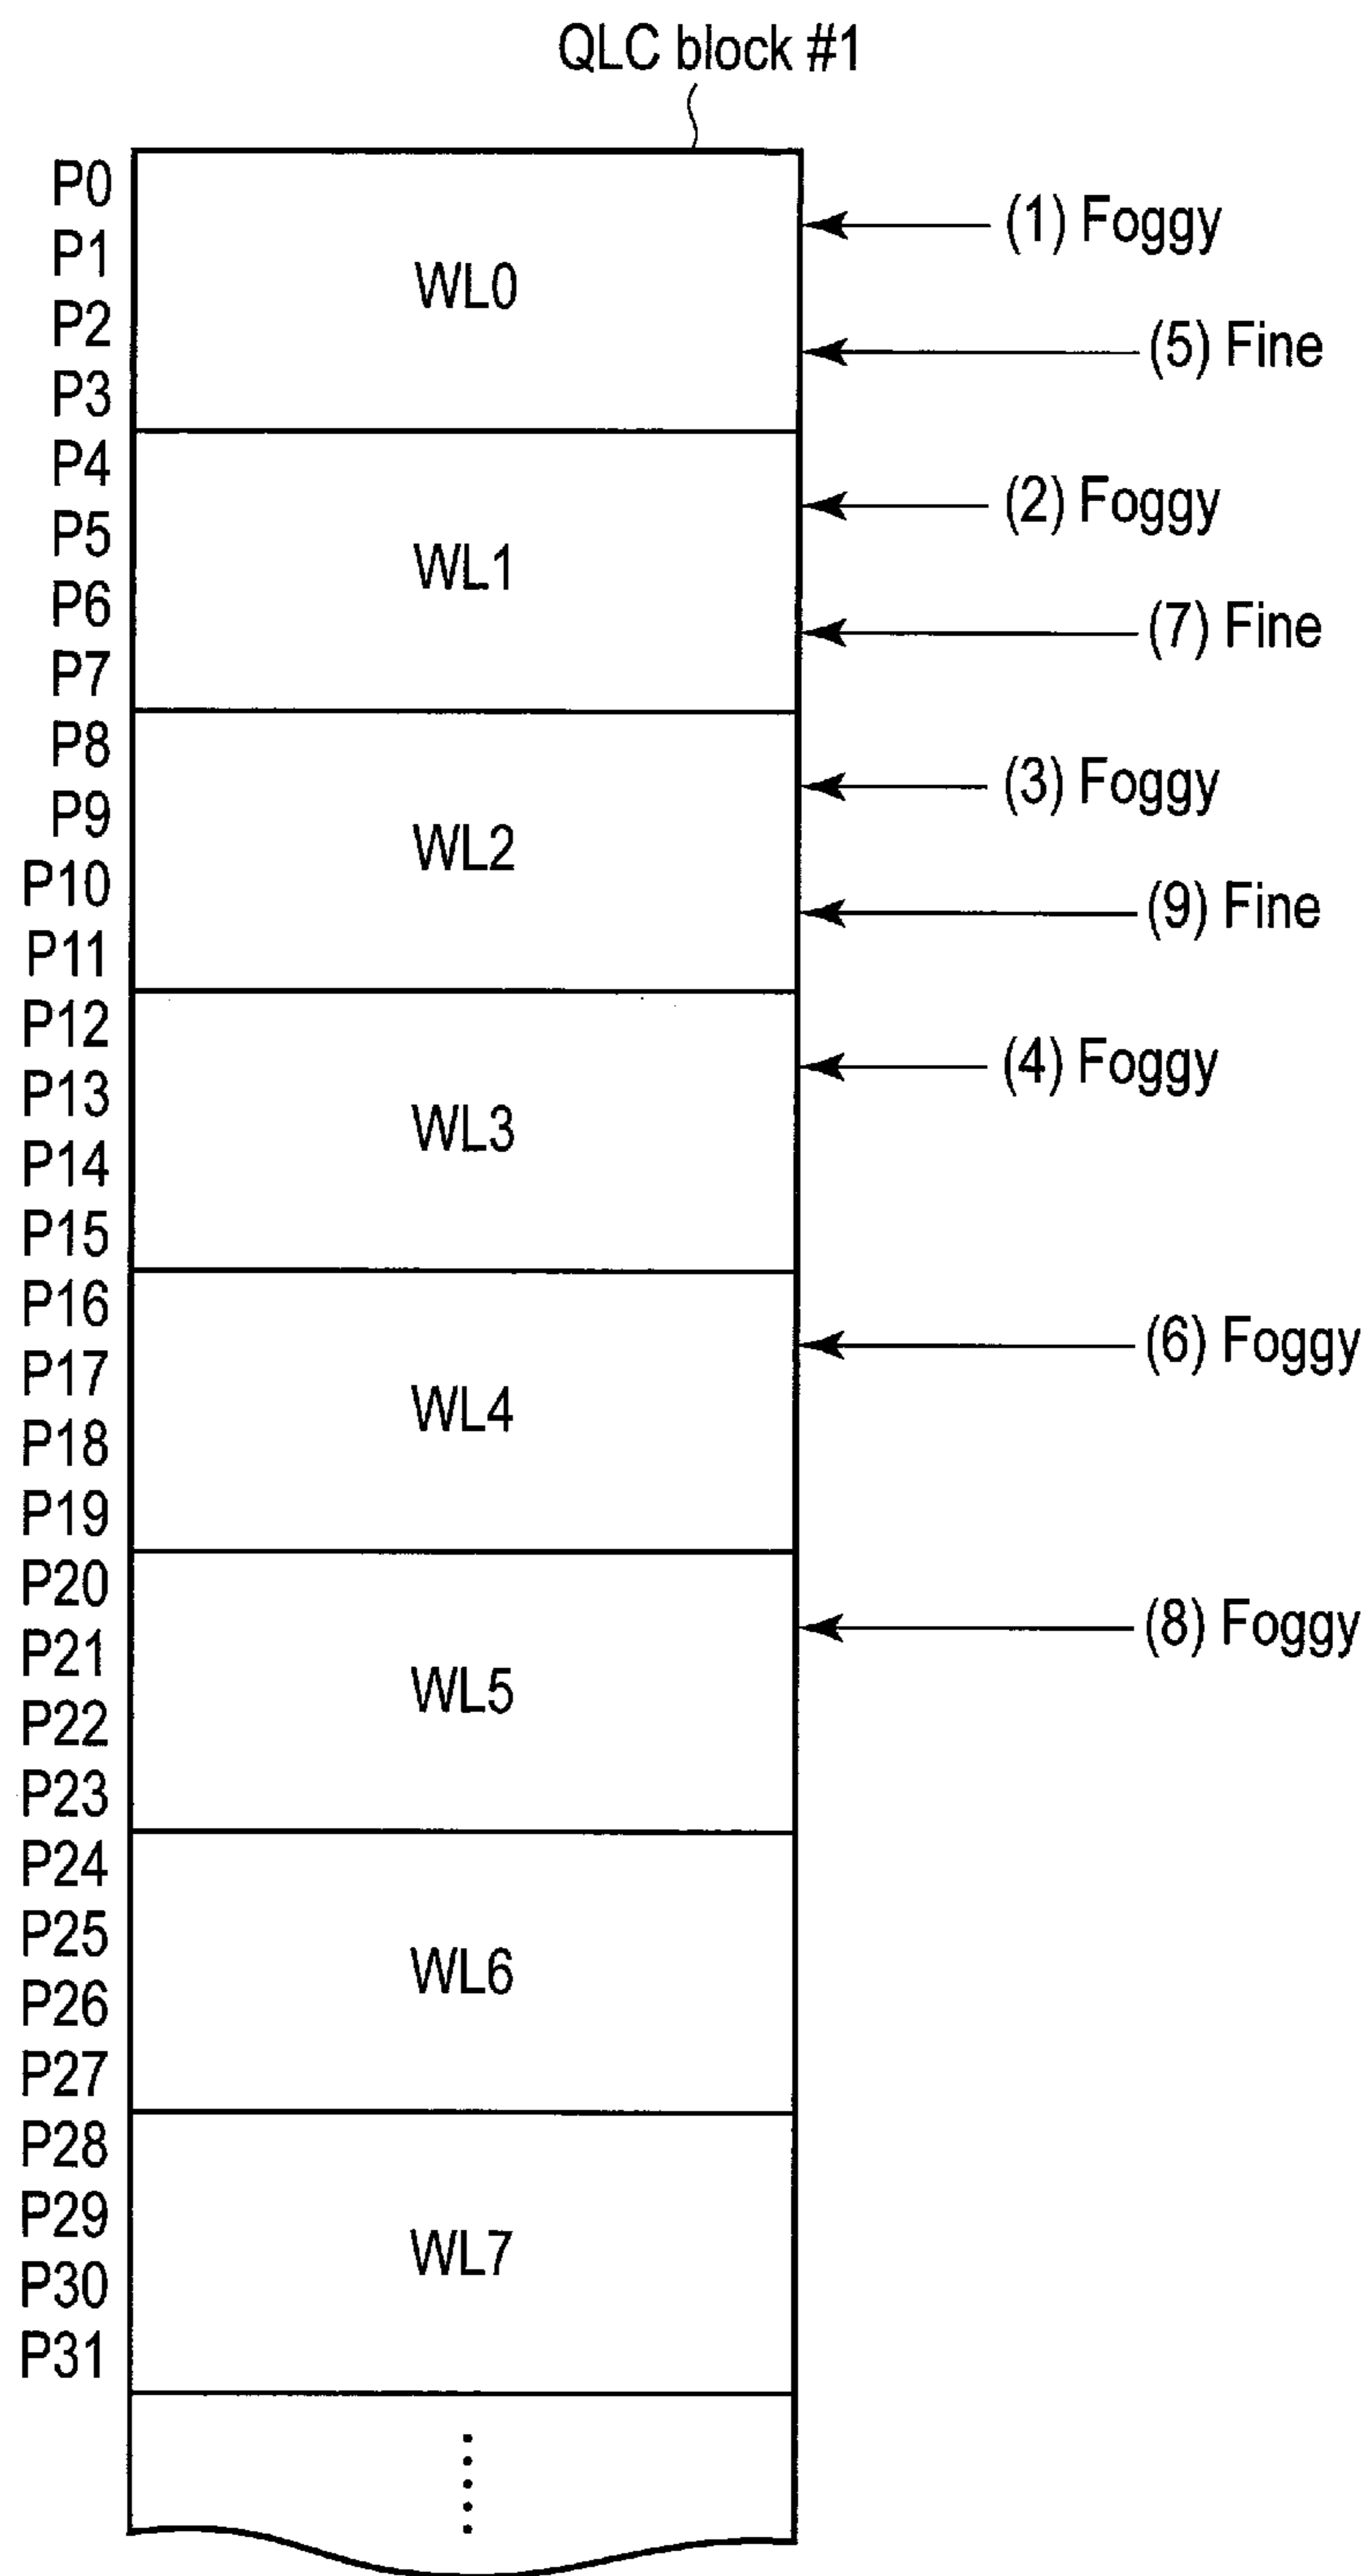 QLC block #1
P0
(1) Foggy
P1
WL0
P2
(5) Fine
P3
P4
(2) Foggy
P5
WL1
P6
(7) Fine
P7
P8
(3) Foggy
P9
WL2
P10
(9) Fine
P11
P12
(4) Foggy
P13
WL3
P14
P15
P16
(6) Foggy
P17
WL4
P18
P19
P20
(8) Foggy
P21
WL5
P22
P23
P24
P25
WL6
P26
P27
P28
P29
WL7
P30
P31